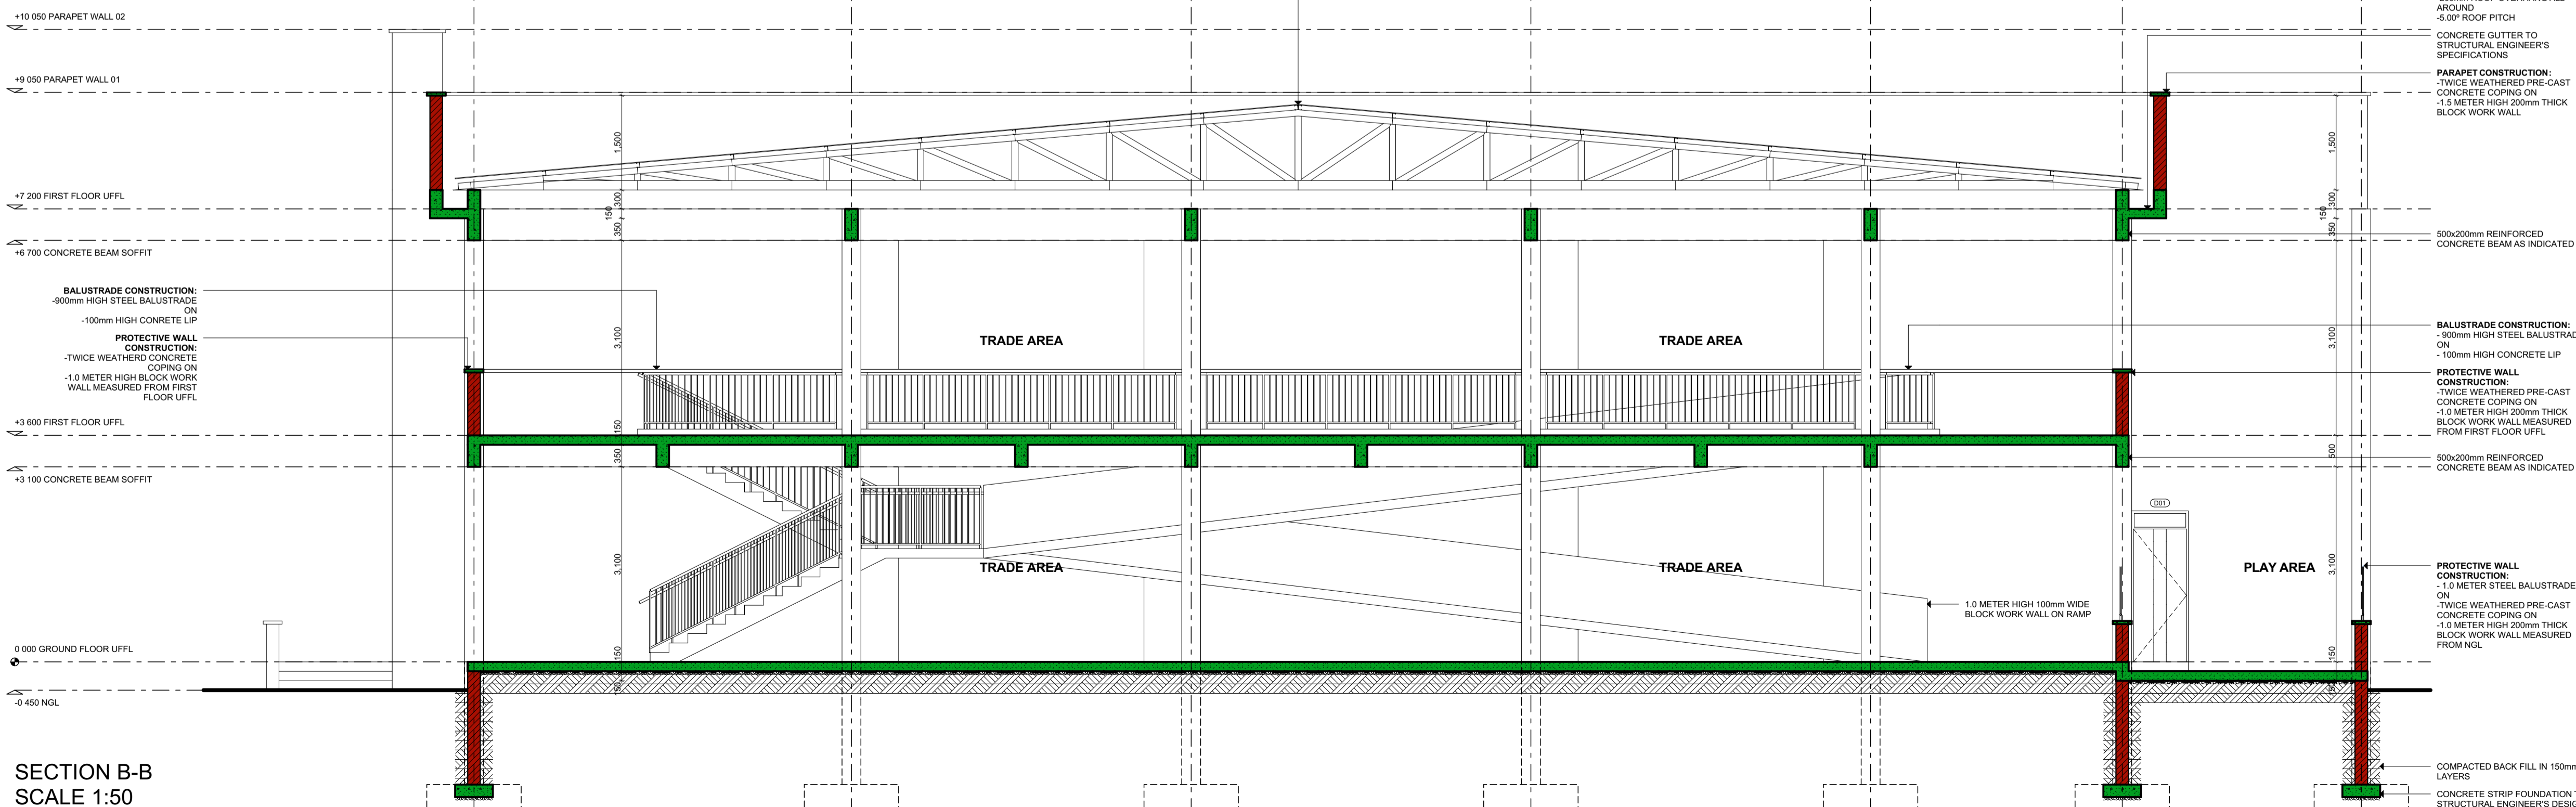 +10 050 PARAPET WALL 02
+9 050 PARAPET WALL 01
+7 200 FIRST FLOOR UFFL
+6 700 CONCRETE BEAM SOFFIT
BALUSTRADE CONSTRUCTION:
-900mm HIGH STEEL BALUSTRADE
ON
-100mm HIGH CONRETE LIP
PROTECTIVE WALL
CONSTRUCTION:
-TWICE WEATHERD CONCRETE
COPING ON
-1.0 METER HIGH BLOCK WORK
WALL MEASURED FROM FIRST
FLOOR UFFL
+3 600 FIRST FLOOR UFFL
+3 100 CONCRETE BEAM SOFFIT
0 000 GROUND FLOOR UFFL
-0 450 NGL
SECTION B-B
SCALE 1:50
1,500
300
150
350
3,100
150
350
3,100
150
50
TRADE AREA
TRADE AREA
TRADE AREA
TRADE AREA
1.0 METER HIGH 100mm WIDE
BLOCK WORK WALL ON RAMP
D01
PLAY AREA
1,500
300
150
350
3,100
500
3,100
150
150
AROUND
-5.00º ROOF PITCH
CONCRETE GUTTER TO
STRUCTURAL ENGINEER'S
SPECIFICATIONS
PARAPET CONSTRUCTION:
-TWICE WEATHERED PRE-CAST
CONCRETE COPING ON
-1.5 METER HIGH 200mm THICK
BLOCK WORK WALL
500x200mm REINFORCED
CONCRETE BEAM AS INDICATED
BALUSTRADE CONSTRUCTION:
- 900mm HIGH STEEL BALUSTRAD
ON
- 100mm HIGH CONCRETE LIP
PROTECTIVE WALL
CONSTRUCTION:
-TWICE WEATHERED PRE-CAST
CONCRETE COPING ON
-1.0 METER HIGH 200mm THICK
BLOCK WORK WALL MEASURED
FROM FIRST FLOOR UFFL
500x200mm REINFORCED
CONCRETE BEAM AS INDICATED
PROTECTIVE WALL
CONSTRUCTION:
- 1.0 METER STEEL BALUSTRADE
ON
-TWICE WEATHERED PRE-CAST
CONCRETE COPING ON
-1.0 METER HIGH 200mm THICK
BLOCK WORK WALL MEASURED
FROM NGL
COMPACTED BACK FILL IN 150mm
LAYERS
CONCRETE STRIP FOUNDATION
STRUCTURAL ENGINEER'S